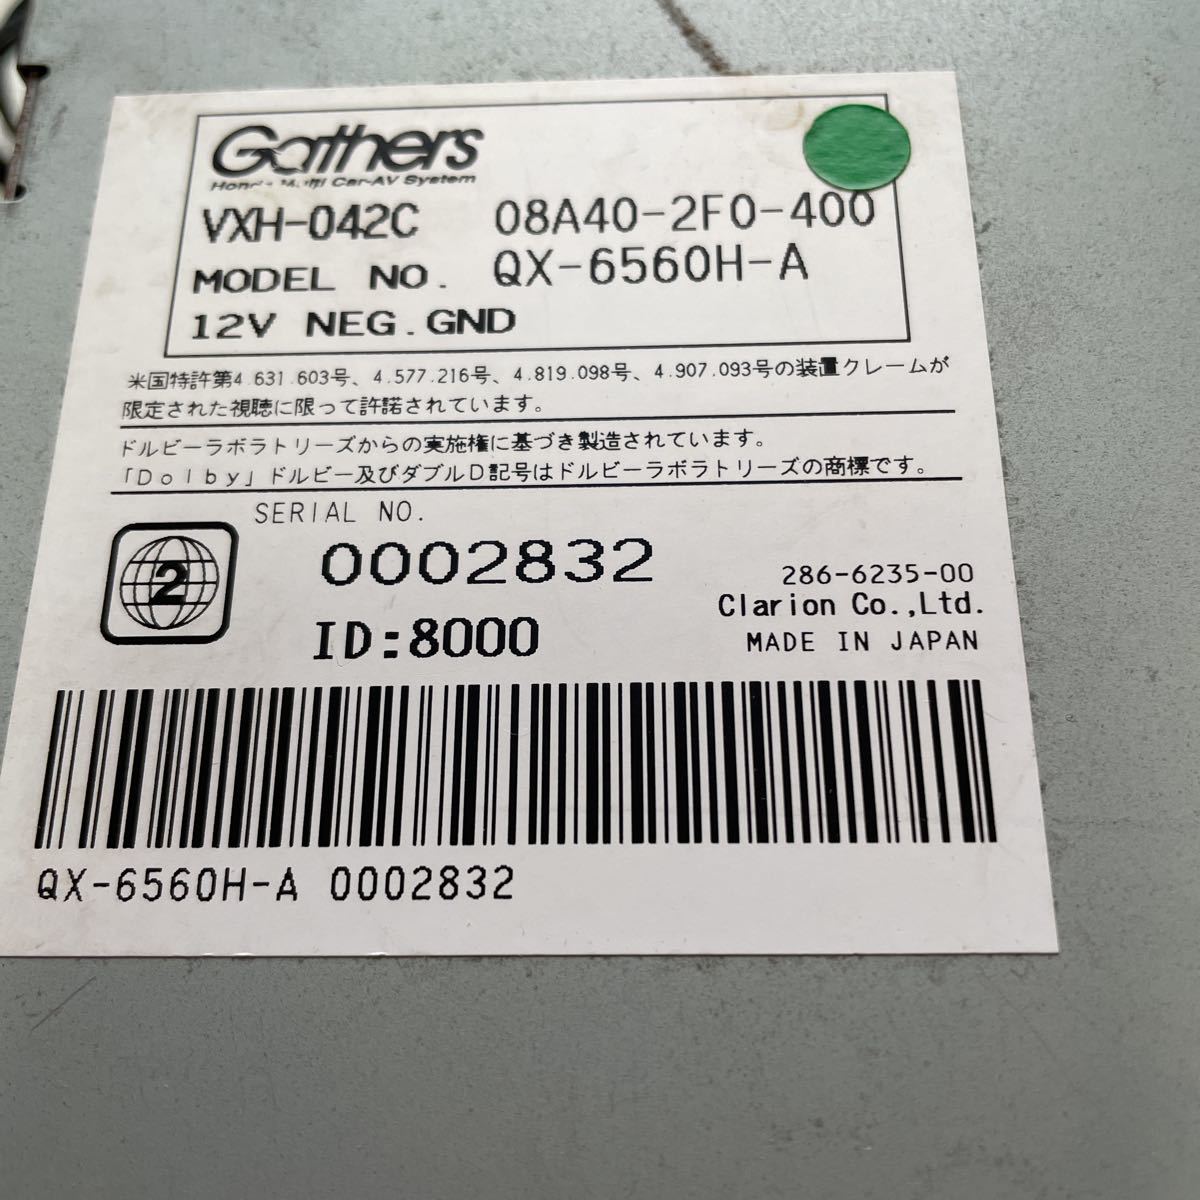 Gathers
Honda Multi Car-AV System
VXH-042C 08A40-2F0-400
MODEL NO. QX-6560H-A
12V NEG.GND
米国特許第4.631.603号、4.577.216号、4.819.098号、4.907.093号の装置クレームが
限定された視聴に限って許諾されています。
ドルビーラボラトリーズからの実施権に基づき製造されています。
「Dolby」ドルビー及びダブルD記号はドルビーラボラトリーズの商標です。
SERIAL NO.
2
0002832
286-6235-00
Clarion Co.,Ltd.
ID:8000
MADE IN JAPAN
QX-6560H-A 0002832